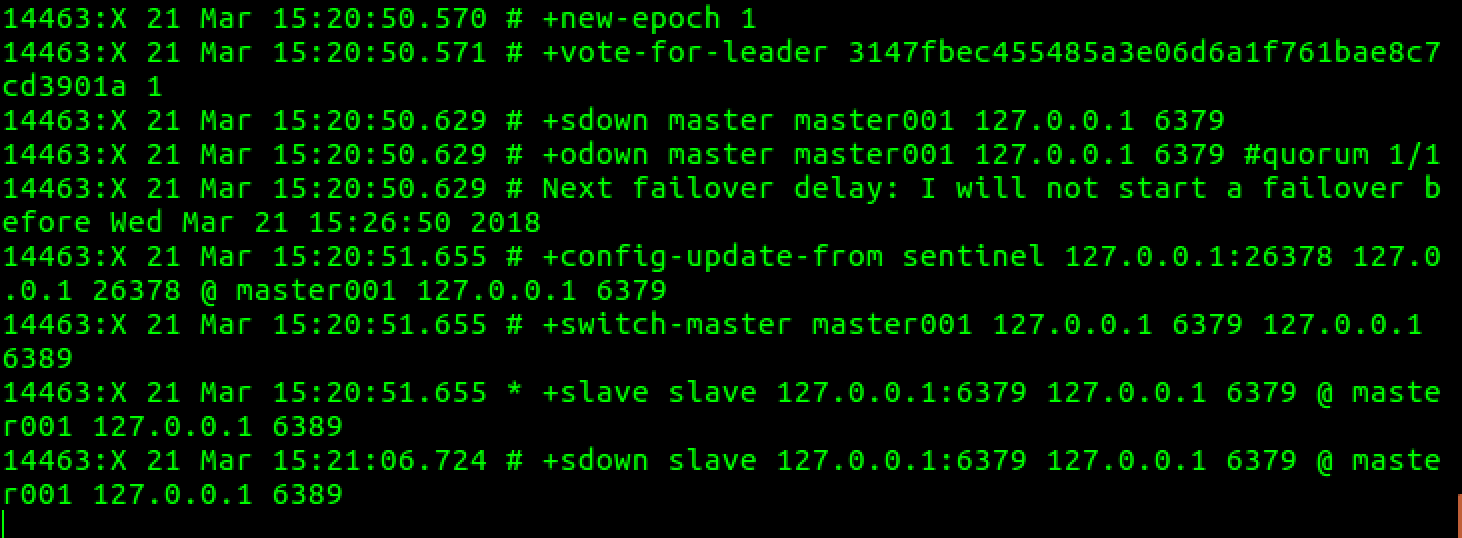 14463:X 21 Mar 15:20:50.570 # +new-epoch 1
14463:X 21 Mar 15:20:50.571 # +vote-for-leader 3147fbec455485a3e06d6a1f761bae8c7
cd3901a 1
14463:X 21 Mar 15:20:50.629 # +sdown master master001 127.0.0.1 6379
14463:X 21 Mar 15:20:50.629 # +odown master master001 127.0.0.1 6379 #quorum 1/1
14463:X 21 Mar 15:20:50.629 # Next failover delay: I will not start a failover b
efore Wed Mar 21 15:26:50 2018
14463:X 21 Mar 15:20:51.655 # +config-update-from sentinel 127.0.0.1:26378 127.0
.0.1 26378 @ master001 127.0.0.1 6379
14463:X 21 Mar 15:20:51.655 # +switch-master master001 127.0.0.1 6379 127.0.0.1
6389
14463:X 21 Mar 15:20:51.655 * +slave slave 127.0.0.1:6379 127.0.0.1 6379 @ maste
r001 127.0.0.1 6389
14463:X 21 Mar 15:21:06.724 # +sdown slave 127.0.0.1:6379 127.0.0.1 6379 @ maste
r001 127.0.0.1 6389